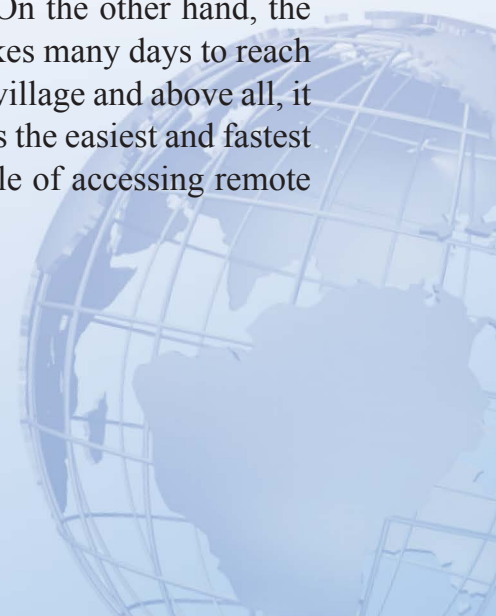 On the other hand, the
kes many days to reach
village and above all, it
s the easiest and fastest
le of accessing remote